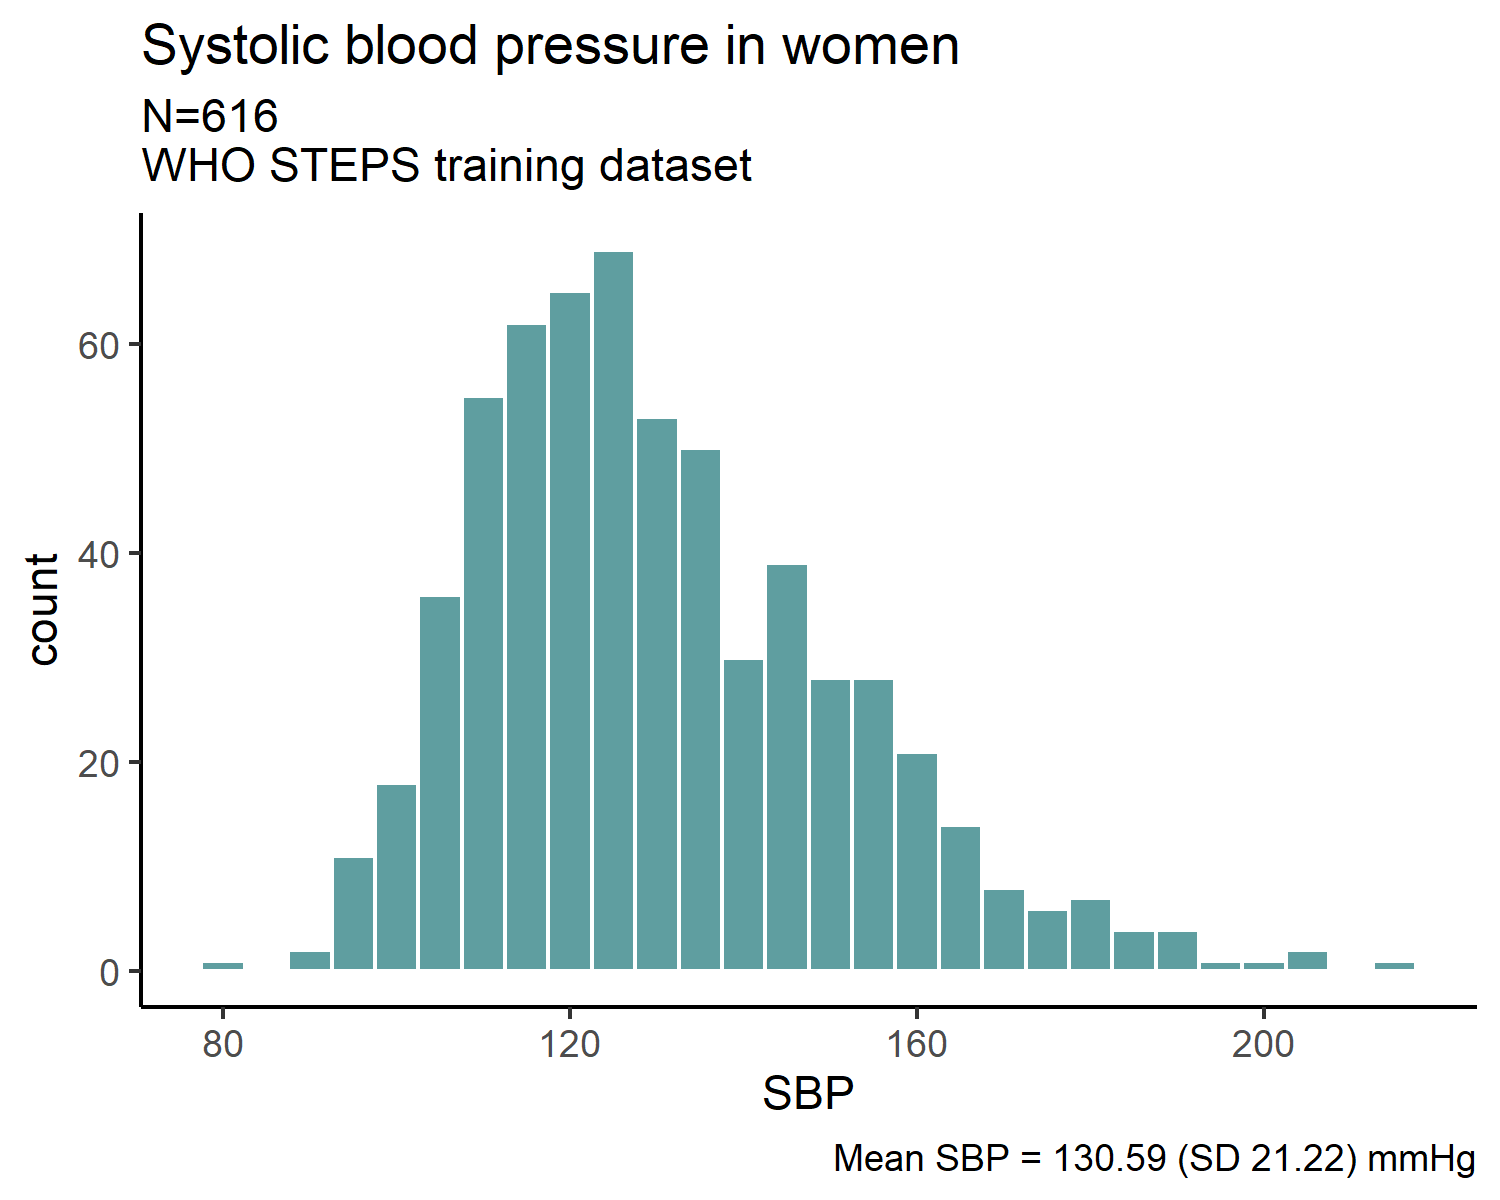 Systolic blood pressure in women
N=616
WHO STEPS training dataset
count
60
40
20
0
80 120 160 200
SBP
Mean SBP = 130.59 (SD 21.22) mmHg